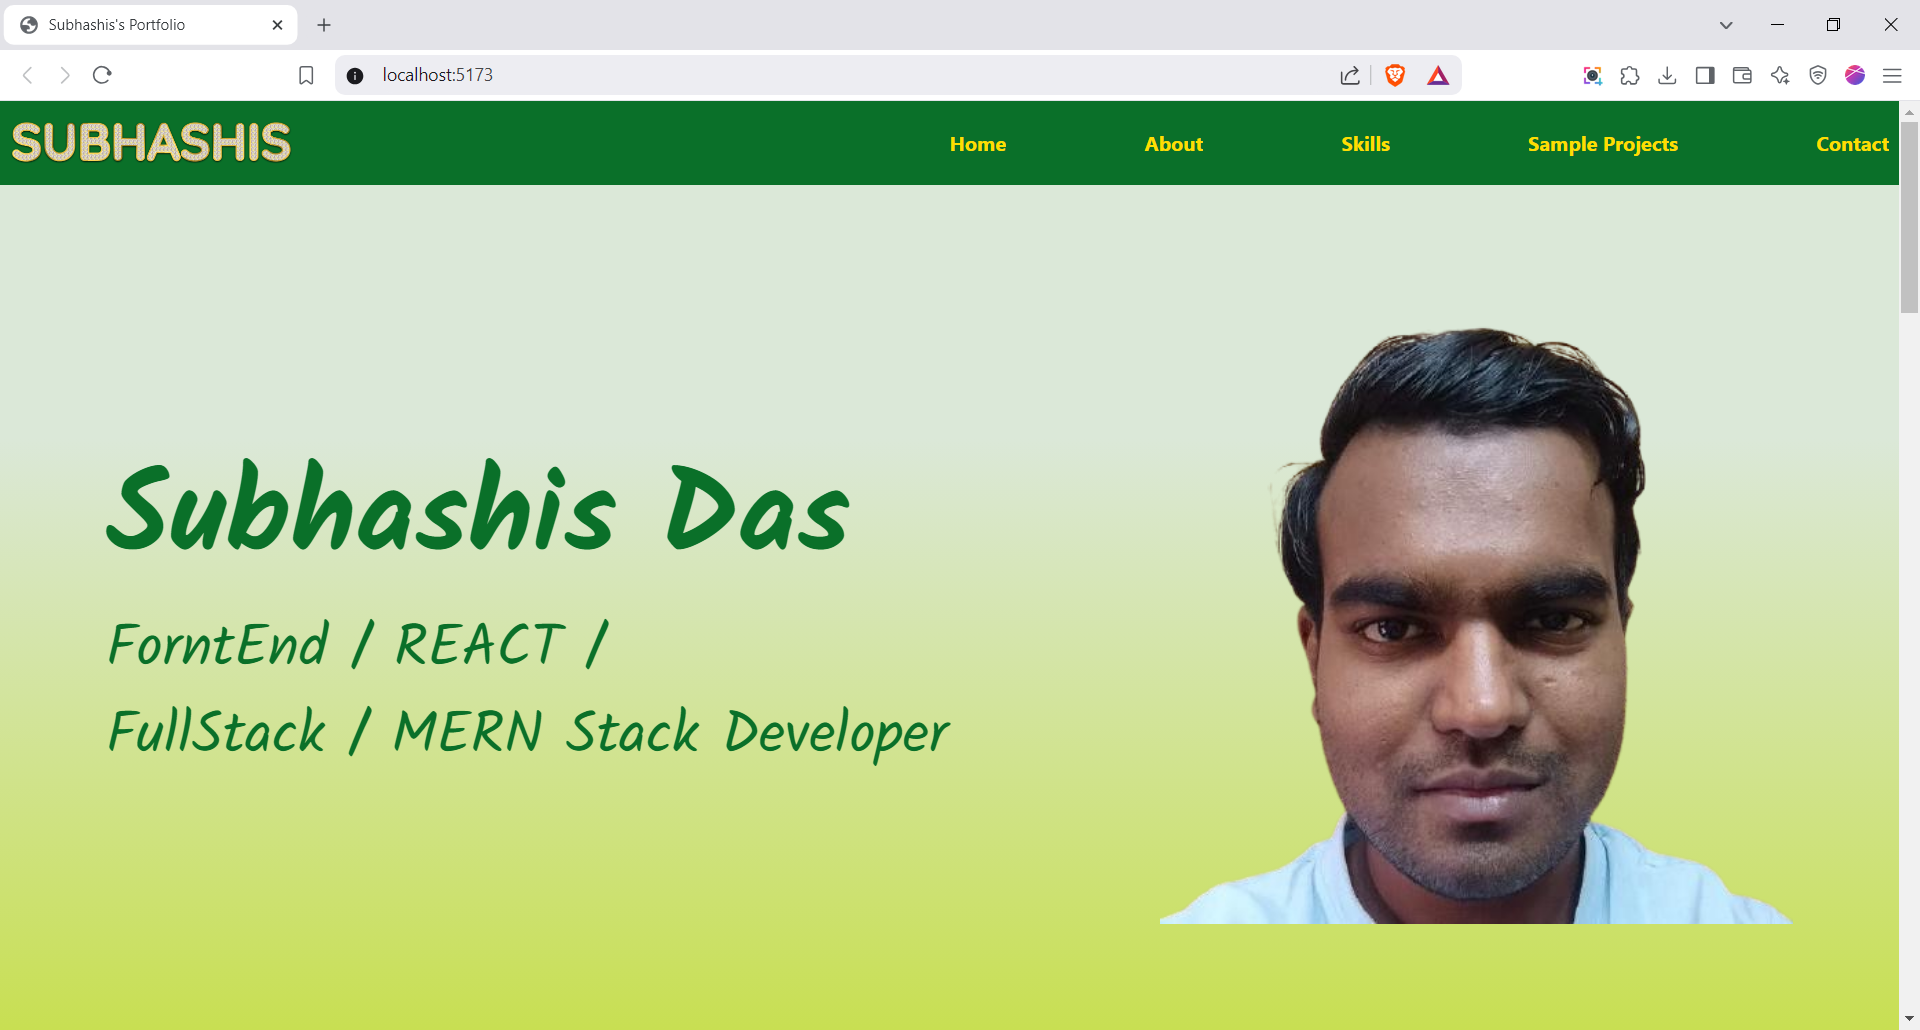 Subhashis's Portfolio
localhost:5173
SUBHASHIS
Home About Skills Sample Projects Contact
Subhashis Das
ForntEnd / REACT /
FullStack / MERN Stack Developer